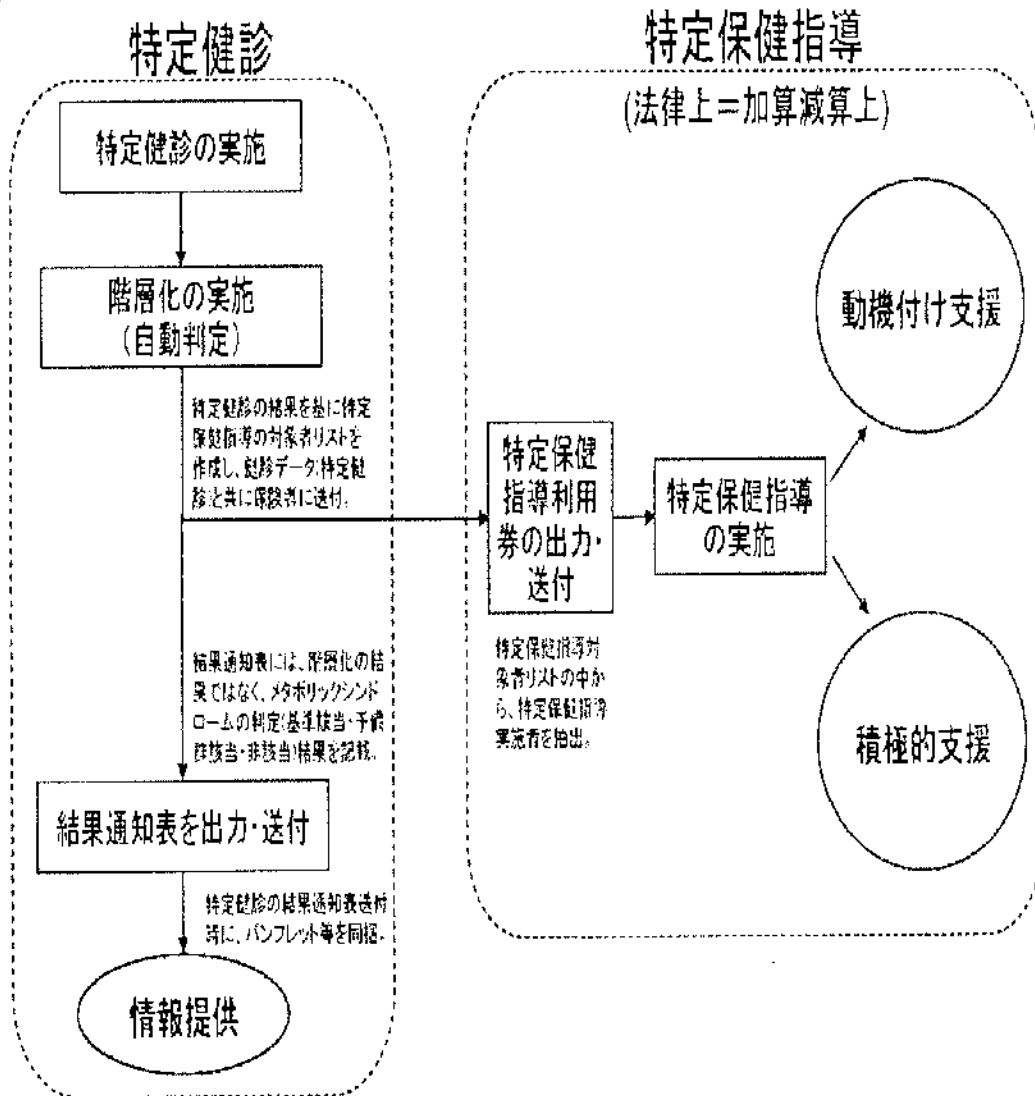 特定健診
特定健診の実施
階層化の実施
(自動判定)
特定健診の結果を基に特定
保健指導の対象者リストを
作成し、健診データ(特定健
診)と共に保険者に送付。
結果通知表には、階層化の結
果ではなく、メタボリックシンド
ロームの判定(基準該当・予備
群該当・非該当)結果を記載。
結果通知表を出力・送付
特定健診の結果通知表送付
時に、パンフレット等を同梱。
情報提供
特定保健指導
(法律上＝加算減算上)
特定保健
指導利用
券の出力・
送付
特定保健指導対
象者リストの中か
ら、特定保健指導
実施者を抽出。
特定保健指導
の実施
動機付け支援
積極的支援